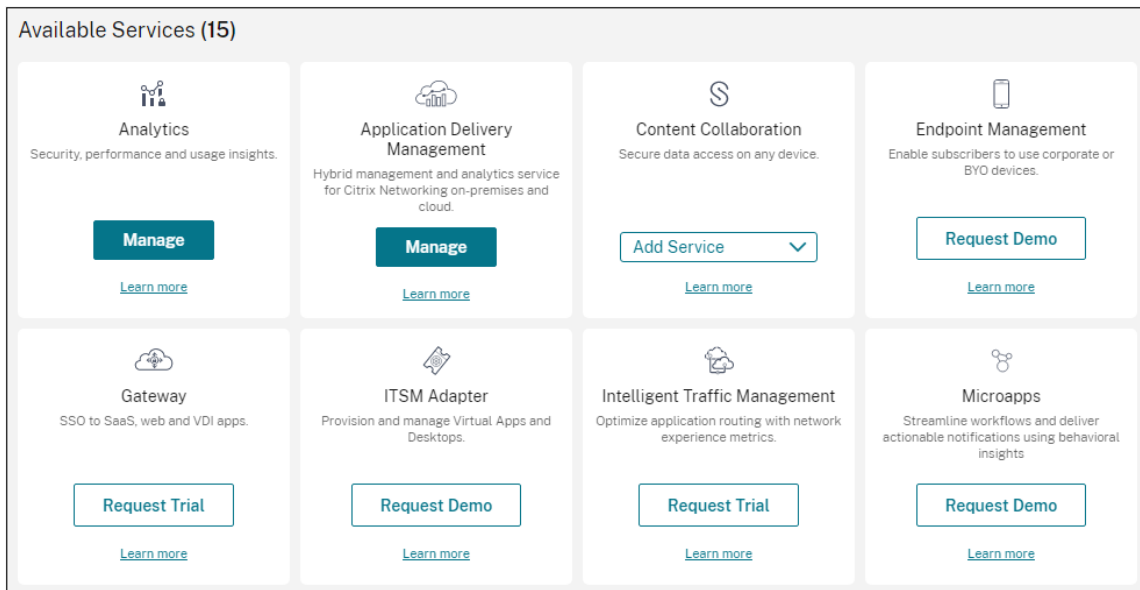 Available Services (15)
Analytics
Security, performance and usage insights.
Manage
Learn more
Application Delivery
Management
Hybrid management and analytics service
for Citrix Networking on-premises and
cloud.
Manage
Learn more
Content Collaboration
Secure data access on any device.
Add Service
Learn more
Endpoint Management
Enable subscribers to use corporate or
BYO devices.
Request Demo
Learn more
Gateway
SSO to SaaS, web and VDI apps.
Request Trial
Learn more
ITSM Adapter
Provision and manage Virtual Apps and
Desktops.
Request Demo
Learn more
Intelligent Traffic Management
Optimize application routing with network
experience metrics.
Request Trial
Learn more
Microapps
Streamline workflows and deliver
actionable notifications using behavioral
insights
Request Demo
Learn more